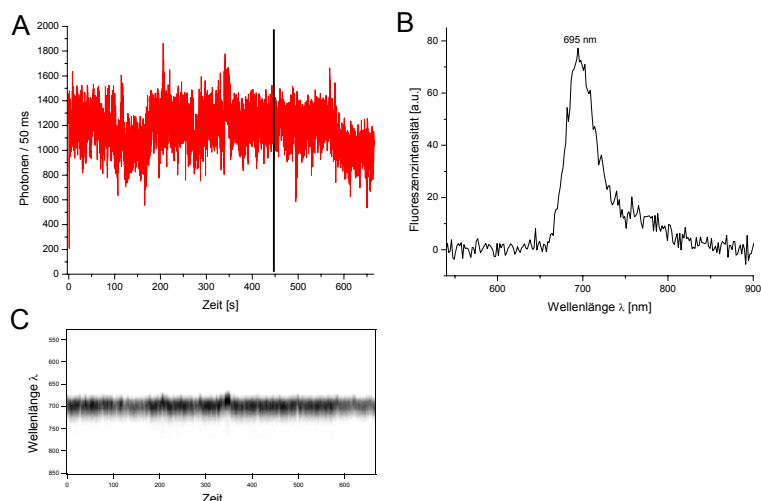 A
2000
1800
1600
1400
1200
1000
800
600
400
200
0
Photonen / 50 ms
0 100 200 300 400 500 600
Zeit [s]
B
695 nm
80
60
40
20
0
Fluoreszenzintensität [a.u.]
600 700 800 900
Wellenlänge λ [nm]
C
550
600
650
700
750
800
850
Wellenlänge λ
0 100 200 300 400 500 600
Zeit